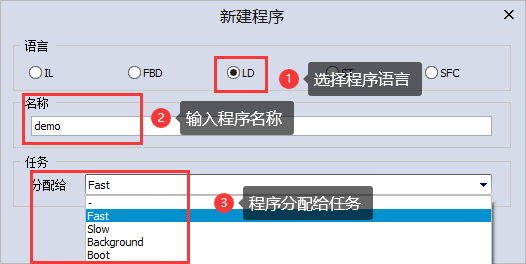 新建程序
语言
IL FBD LD SFC
1 选择程序语言
名称
demo
2 输入程序名称
任务
分配给 Fast
-
Fast
3 程序分配给任务
Slow
Background
Boot